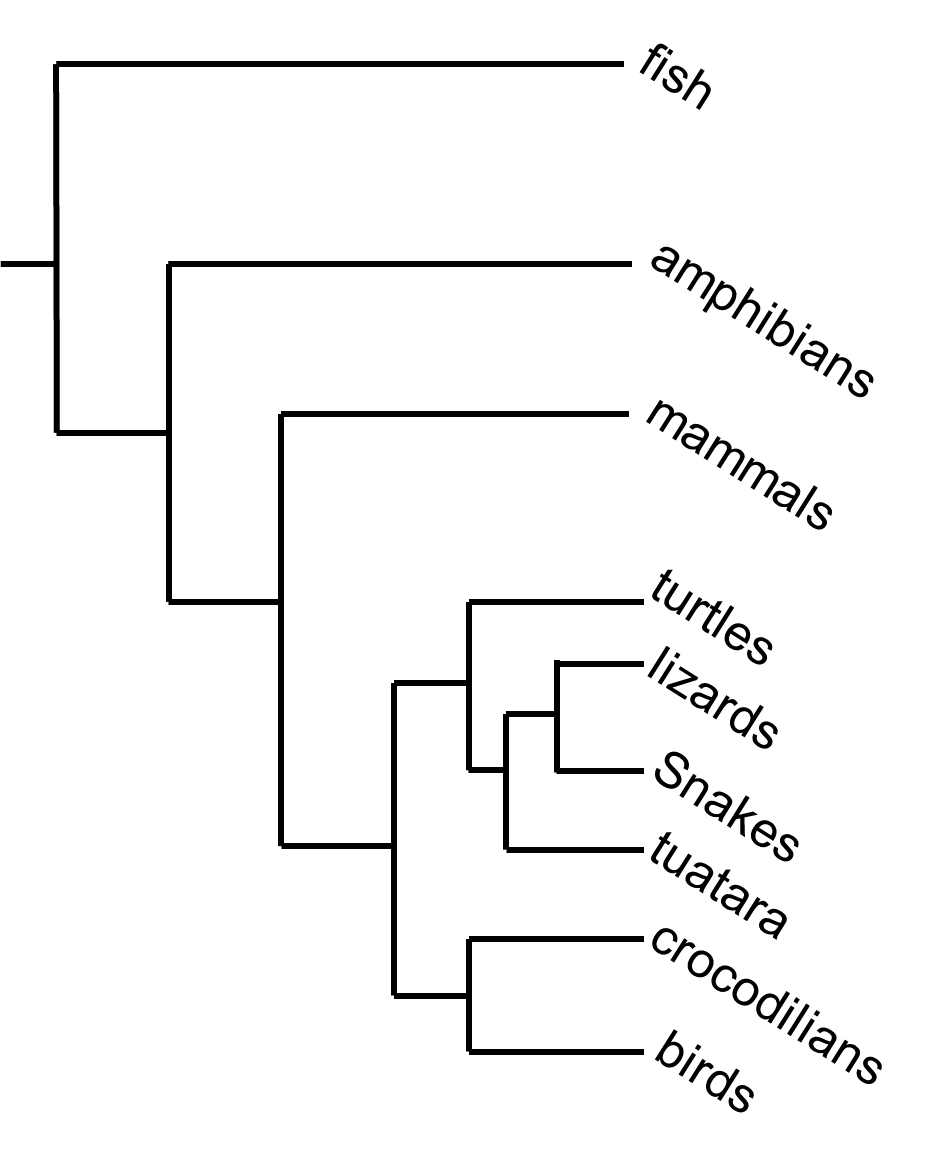 fish
amphibians
mammals
turtles
lizards
Snakes
tuatara
crocodilians
birds